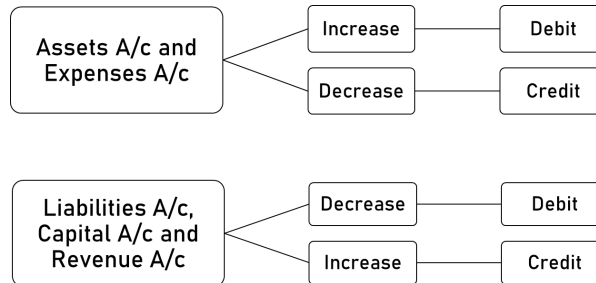 Assets A/c and
Expenses A/c
Increase
Debit
Decrease
Credit
Liabilities A/c,
Capital A/c and
Revenue A/c
Decrease
Debit
Increase
Credit